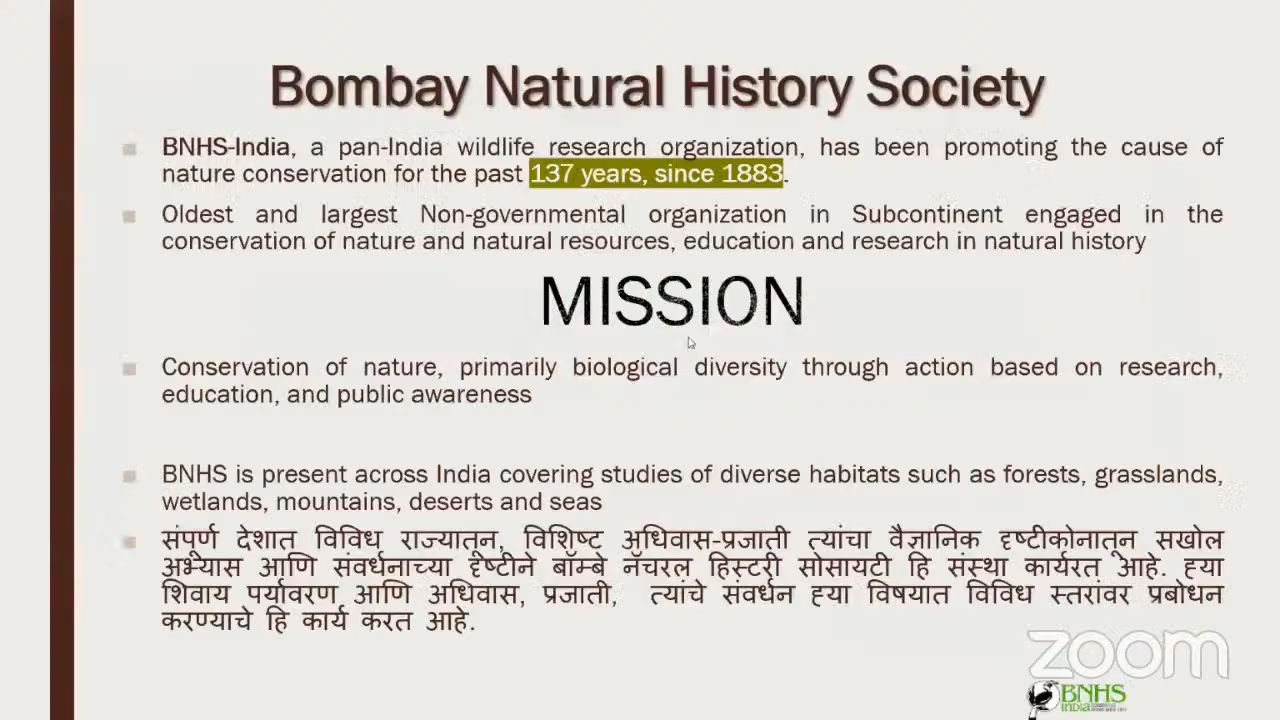 Bombay Natural History Society
BNHS-India, a pan-India wildlife research organization, has been promoting the cause of
nature conservation for the past 137 years, since 1883.
Oldest and largest Non-governmental organization in Subcontinent engaged in the
conservation of nature and natural resources, education and research in natural history
MISSION
Conservation of nature, primarily biological diversity through action based on research,
education, and public awareness
BNHS is present across India covering studies of diverse habitats such as forests, grasslands,
wetlands, mountains, deserts and seas
संपूर्ण देशात विविध राज्यातून, विशिष्ट अधिवास-प्रजाती त्यांचा वैज्ञानिक दृष्टीकोनातून सखोल
अभ्यास आणि संवर्धनाच्या दृष्टीने बॉम्बे नॅचरल हिस्टरी सोसायटी हि संस्था कार्यरत आहे. ह्या
शिवाय पर्यावरण आणि अधिवास, प्रजाती, त्यांचे संवर्धन ह्या विषयात विविध स्तरांवर प्रबोधन
करण्याचे हि कार्य करत आहे.
zoom
BNHS
INDIA